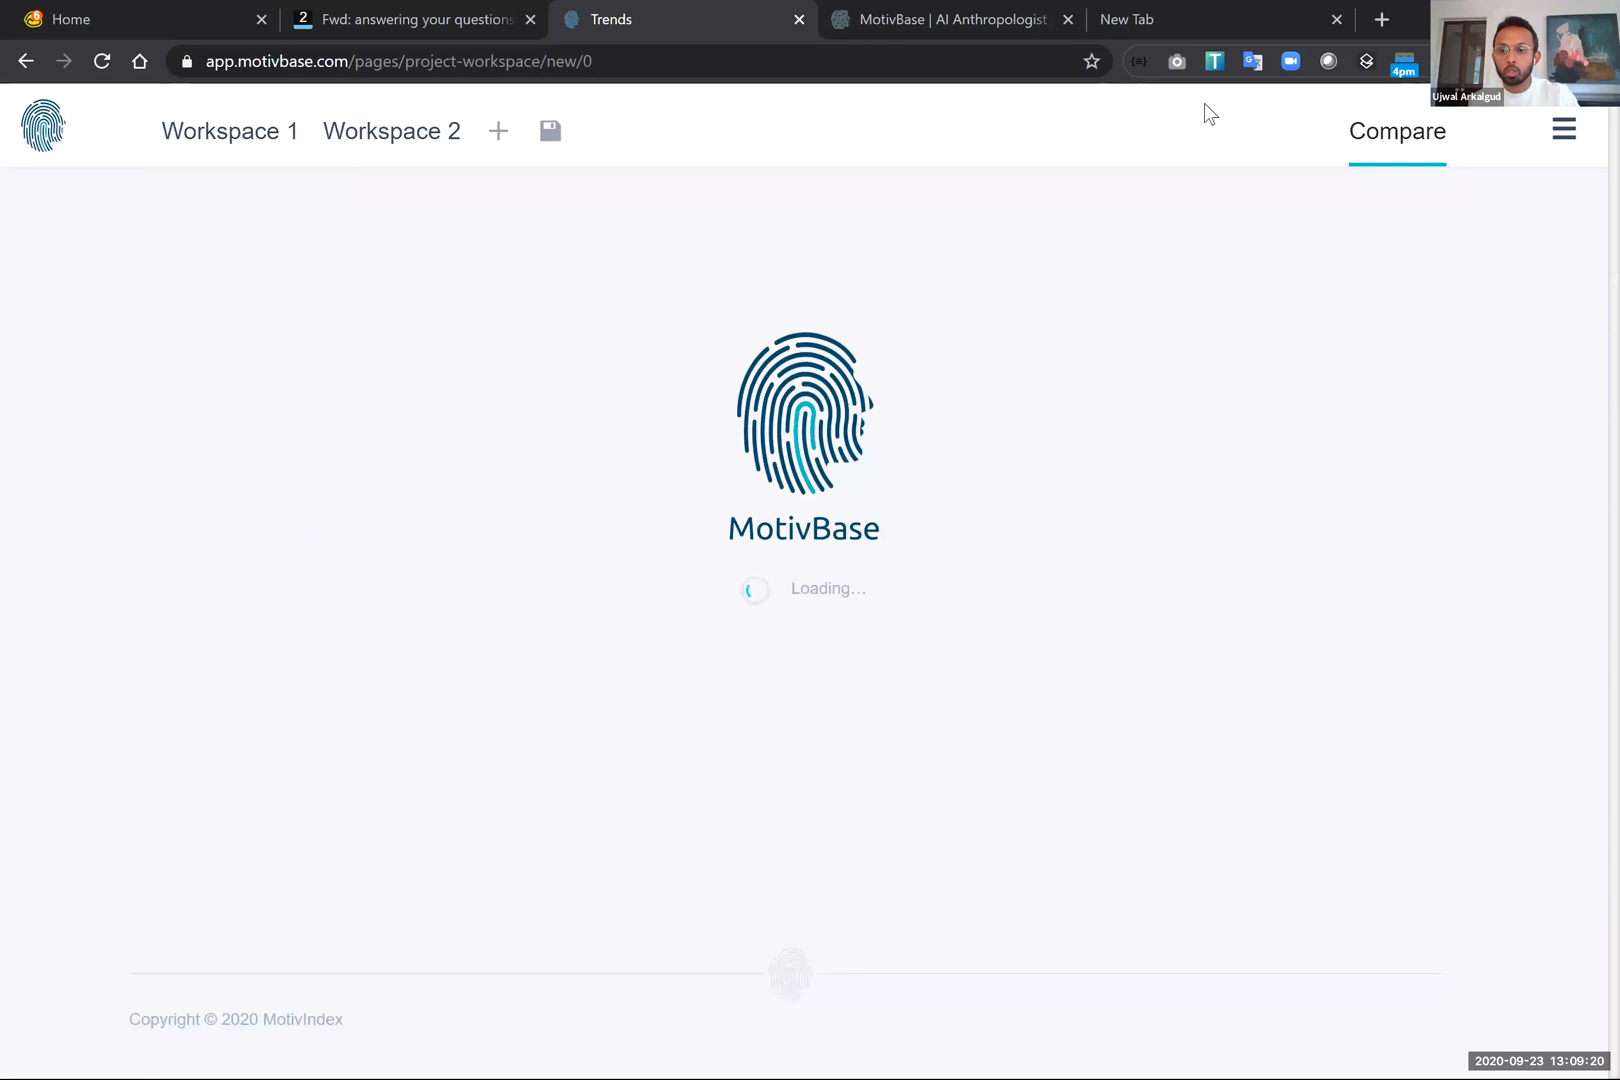 Home
2 Fwd: answering your questions
Trends
MotivBase | AI Anthropologist
New Tab
app.motivbase.com/pages/project-workspace/new/0
4pm
Ujwal Arkalgud
Workspace 1
Workspace 2
Compare
MotivBase
Loading...
Copyright © 2020 MotivIndex
2020-09-23 13:09:20